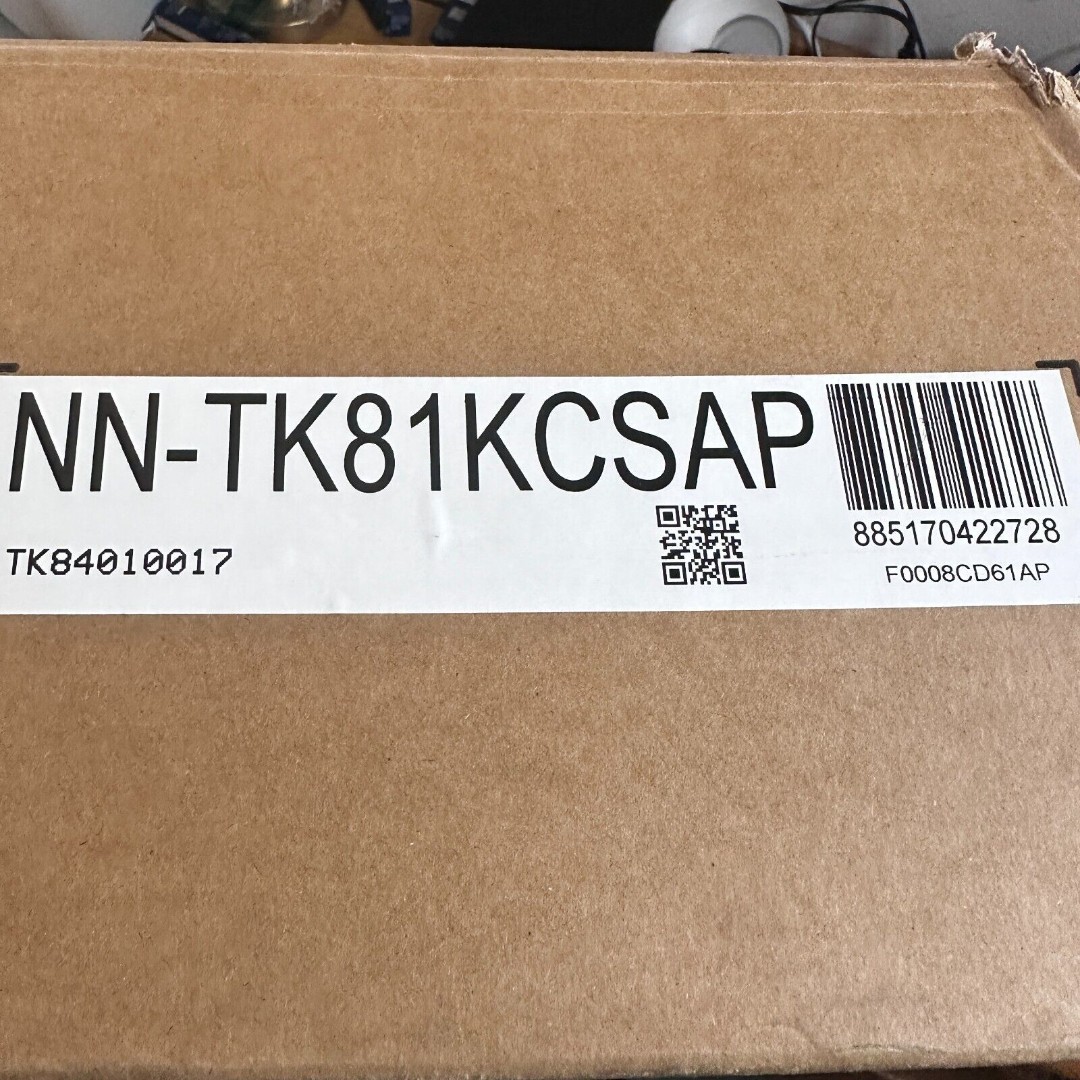 NN-TK81KCSAP
885170422728
TK84010017
F0008CD61AP